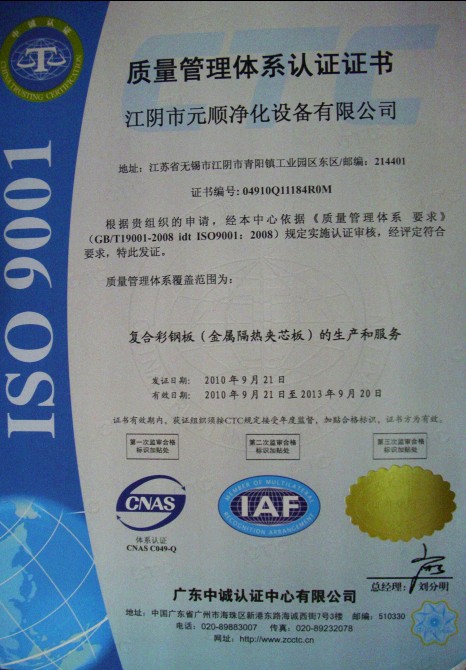 中诚认证
CHINA TRUSTING CERTIFICATION
CTC
ISO 9001
质量管理体系认证证书
江阴市元顺净化设备有限公司
地址:江苏省无锡市江阴市青阳镇工业园区东区/邮编:214401
证书编号:04910Q11184R0M
根据贵组织的申请,经本中心依据《质量管理体系 要求》
(GB/T19001-2008 idt ISO9001:2008)规定实施认证审核,经评定符合
要求,特此发证。
质量管理体系覆盖范围为:
复合彩钢板(金属隔热夹芯板)的生产和服务
发证日期: 2010年9月21日
有效日期: 2010年9月21日至2013年9月20日
证书有效期内,获证组织须按CTC规定接受年度监督,加贴合格标识,证书方为有效。
第一次监审合格
标识加贴处
第二次监审合格
标识加贴处
第三次监审合格
标识加贴处
CNAS
体系认证
CNAS C049-Q
MEMBER OF MULTILATERAL
IAF
RECOGNITION ARRANGEMENT
总经理: 刘分明
广东中诚认证中心有限公司
地址:中国广东省广州市海珠区新港东路海诚西街7号3楼 邮编:510330
电话:020-89883007 传真:020-89232078
网址:http://www.zcctc.cn